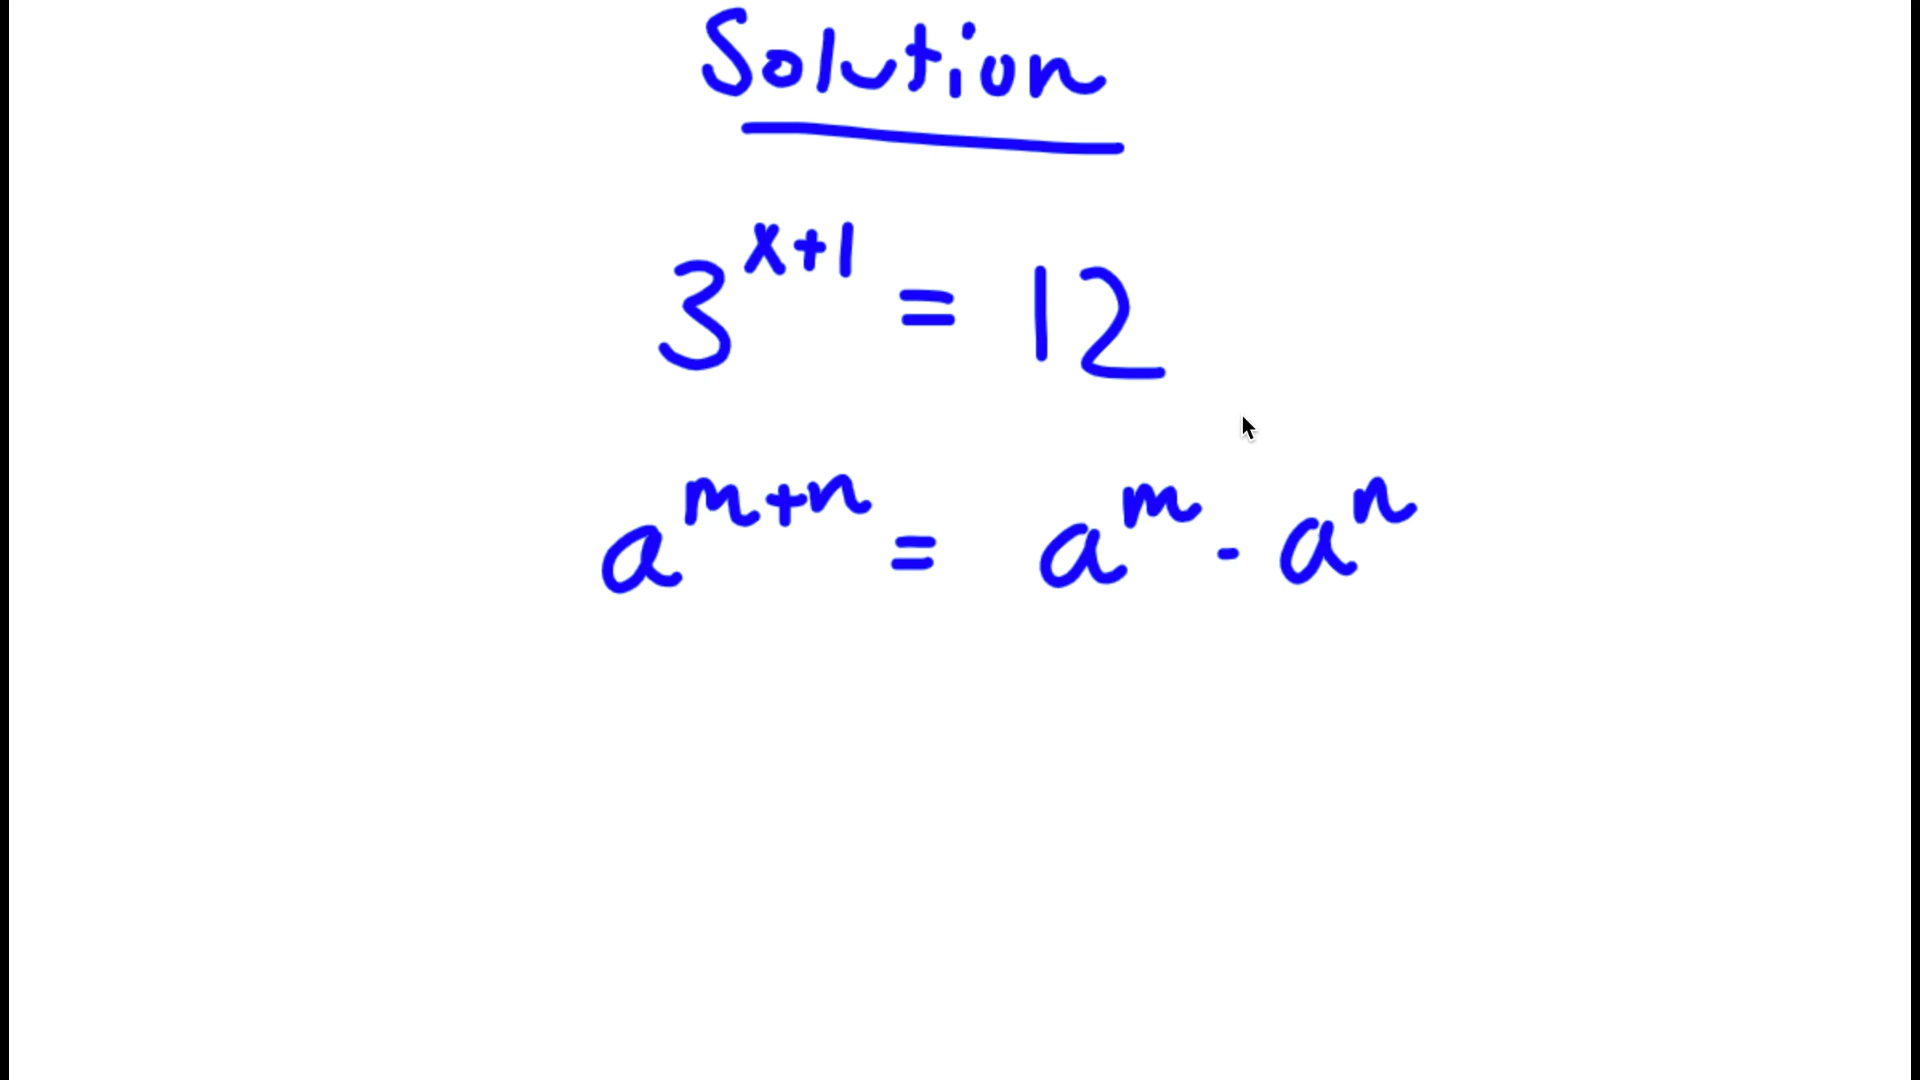 Solution
3^{x+1} = 12
a^{m+n} = a^m · a^n